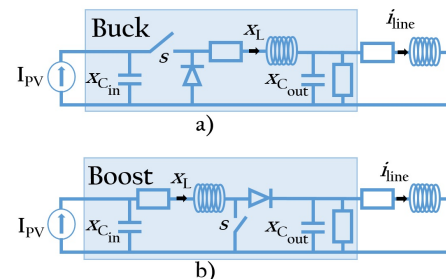 Buck
x_L
i_line
I_PV
x_C_in
s
x_C_out
a)
Boost
x_L
i_line
I_PV
x_C_in
s
x_C_out
b)